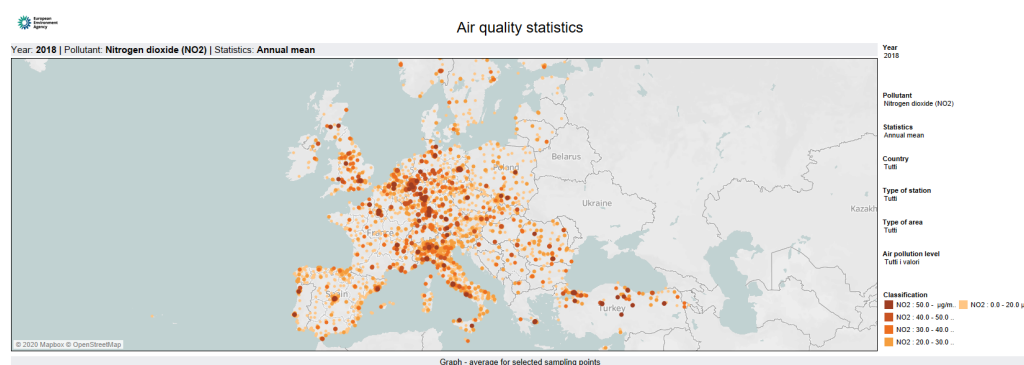 European
Environment
Agency
Air quality statistics
Year: 2018 | Pollutant: Nitrogen dioxide (NO2) | Statistics: Annual mean
Year
2018
Pollutant
Nitrogen dioxide (NO2)
Statistics
Annual mean
Country
Tutti
Type of station
Tutti
Type of area
Tutti
Air pollution level
Tutti i valori
Classification
NO2 : 50.0 - µg/m.. NO2 : 0.0 - 20.0 µ
NO2 : 40.0 - 50.0 ..
NO2 : 30.0 - 40.0 ..
NO2 : 20.0 - 30.0 ..
Poland
Belarus
Ukraine
Kazakh
France
Spain
Turkey
© 2020 Mapbox © OpenStreetMap
Graph - average for selected sampling points